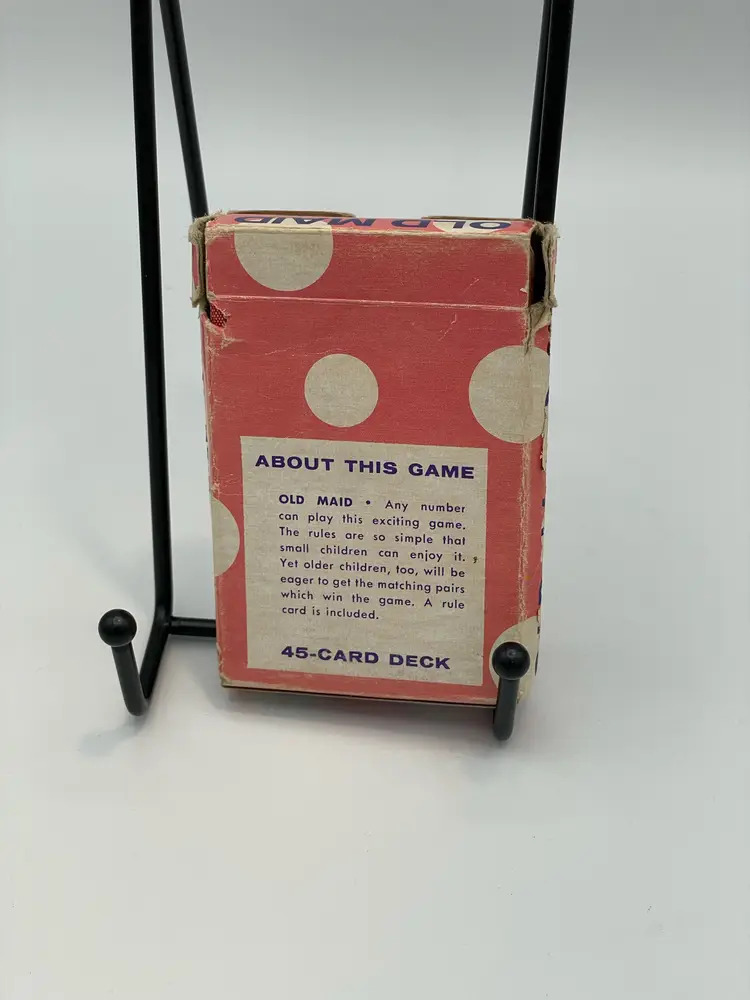 OLD MAID
ABOUT THIS GAME
OLD MAID • Any number
can play this exciting game.
The rules are so simple that
small children can enjoy it.
Yet older children, too, will be
eager to get the matching pairs
which win the game. A rule
card is included.
45-CARD DECK